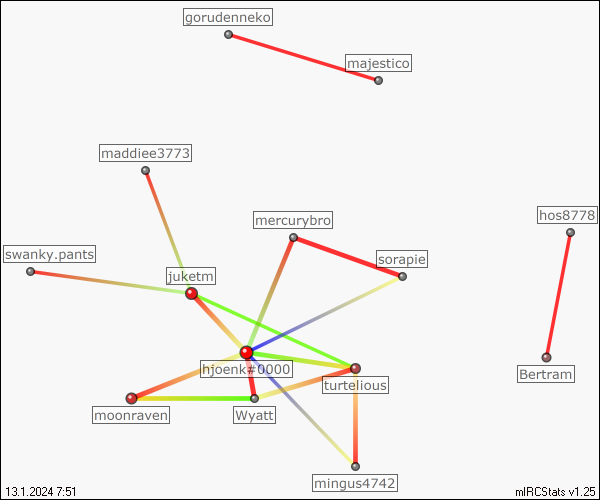 gorudenneko
majestico
maddiee3773
hos8778
mercurybro
swanky.pants
sorapie
juketm
hjoenk#0000
Bertram
turtelious
moonraven
Wyatt
mingus4742
13.1.2024 7:51
mIRCStats v1.25